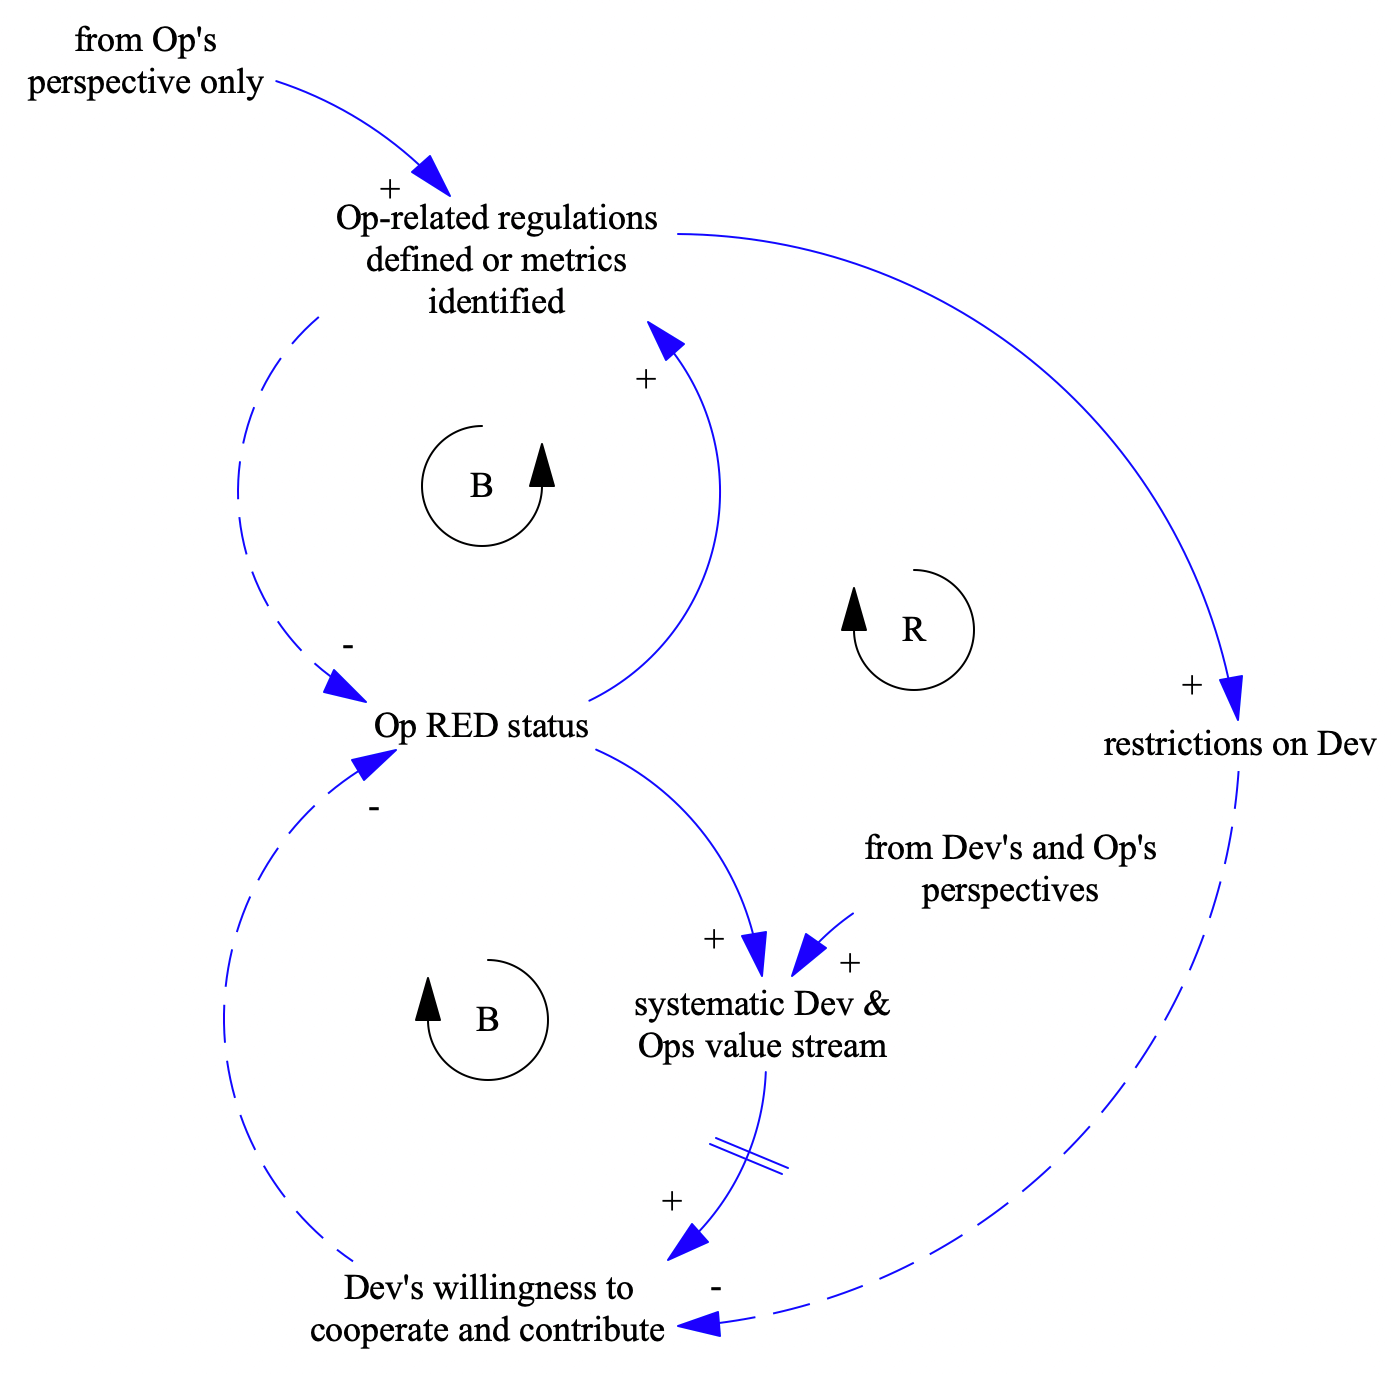 from Op's
perspective only
+
Op-related regulations
defined or metrics
identified
+
B
R
-
+
Op RED status
restrictions on Dev
-
from Dev's and Op's
perspectives
+
+
systematic Dev &
Ops value stream
B
+
Dev's willingness to
cooperate and contribute
-